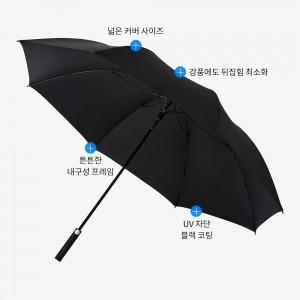 넓은 커버 사이즈
강풍에도 뒤집힘 최소화
튼튼한
내구성 프레임
UV 차단
블랙 코팅